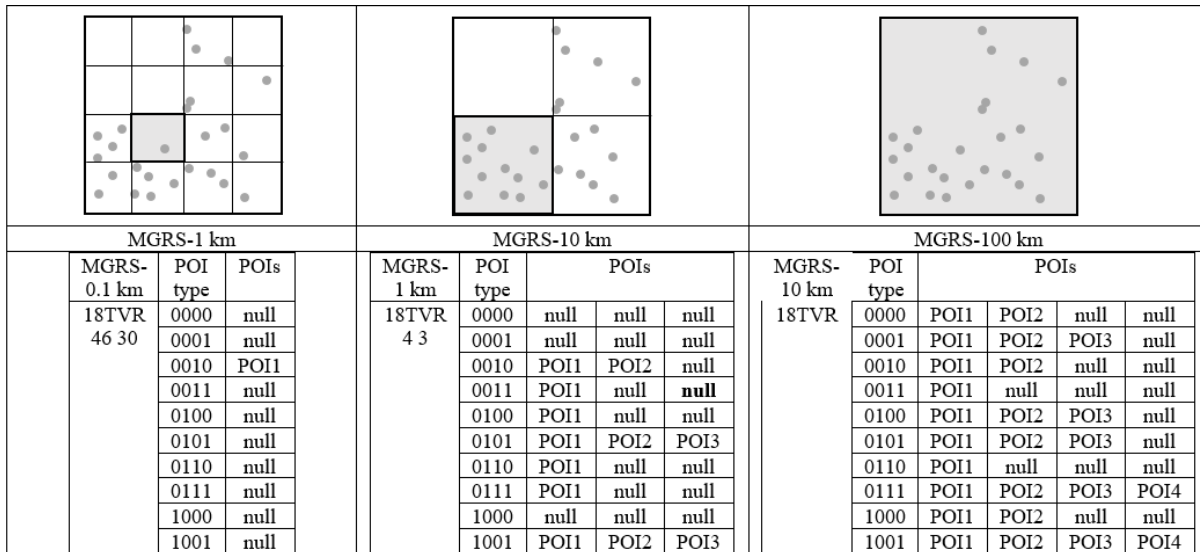 MGRS-1 km MGRS-10 km MGRS-100 km
MGRS- POI POIs MGRS- POI POIs MGRS- POI POIs
0.1 km type 1 km type 10 km type
18TVR 0000 null 18TVR 0000 null null null 18TVR 0000 POI1 POI2 null null
46 30 0001 null 4 3 0001 null null null 0001 POI1 POI2 POI3 null
0010 POI1 0010 POI1 POI2 null 0010 POI1 POI2 null null
0011 null 0011 POI1 null null 0011 POI1 null null null
0100 null 0100 POI1 null null 0100 POI1 POI2 POI3 null
0101 null 0101 POI1 POI2 POI3 0101 POI1 POI2 POI3 null
0110 null 0110 POI1 null null 0110 POI1 null null null
0111 null 0111 POI1 null null 0111 POI1 POI2 POI3 POI4
1000 null 1000 null null null 1000 POI1 POI2 null null
1001 null 1001 POI1 POI2 POI3 1001 POI1 POI2 POI3 POI4